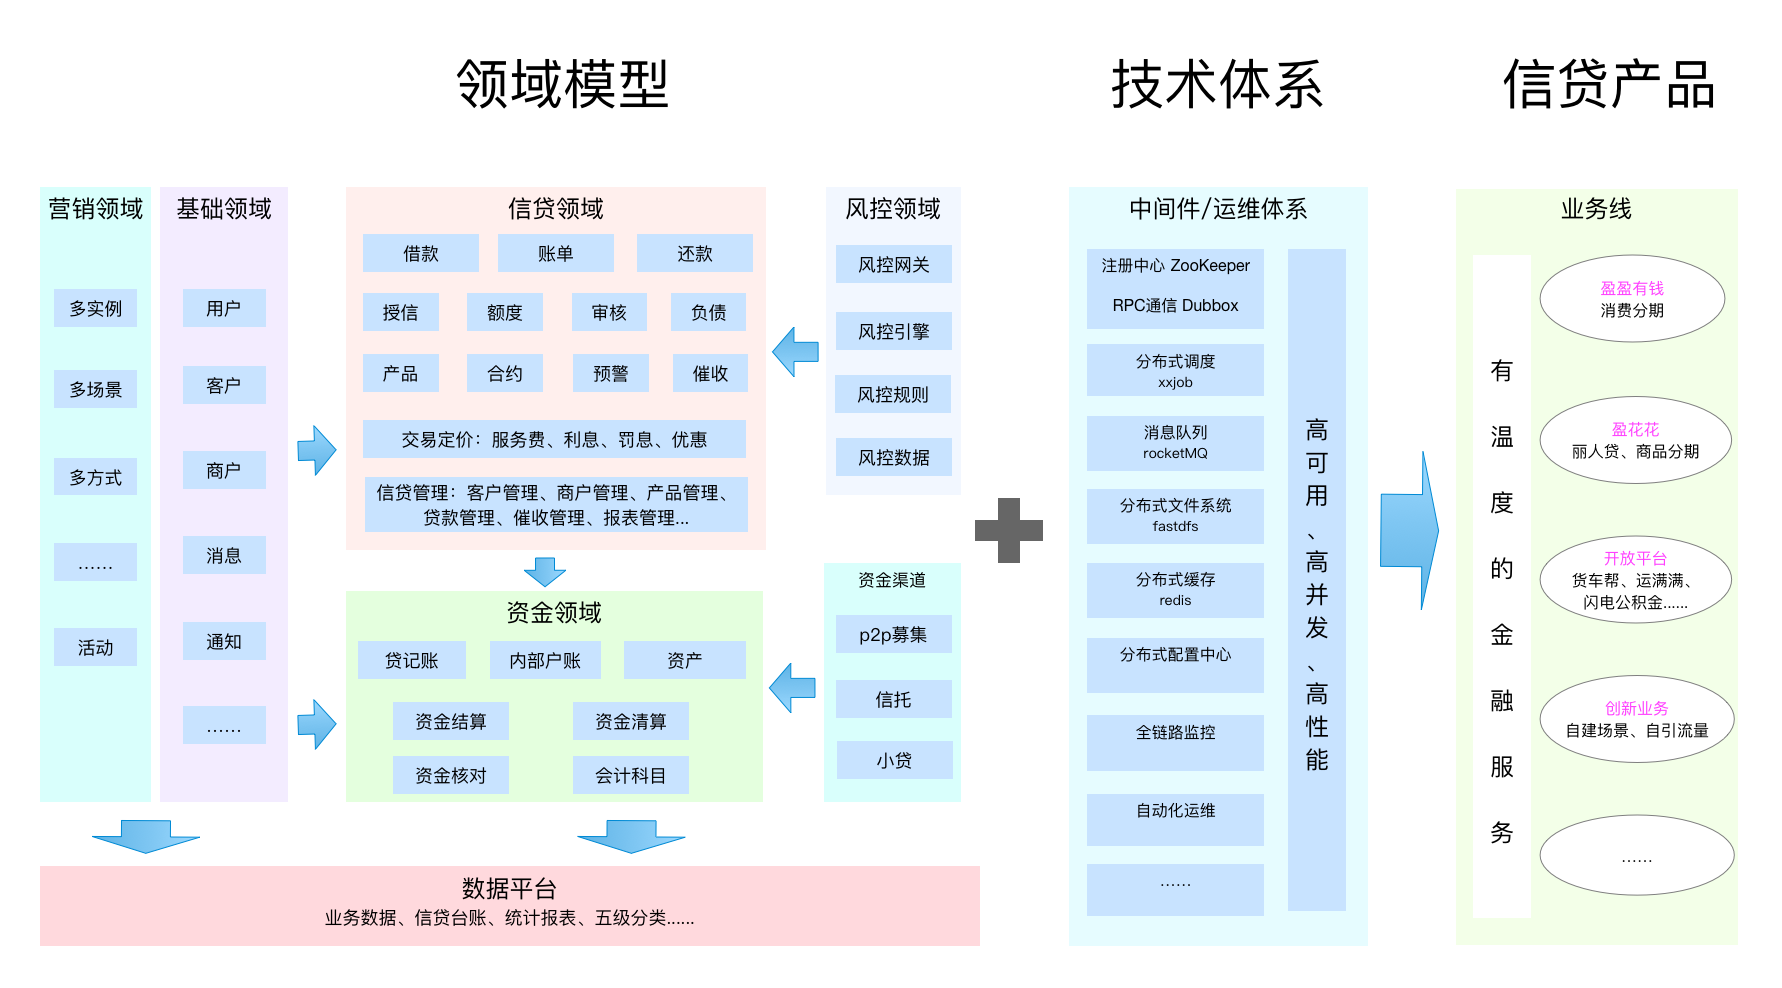 领域模型
技术体系
信贷产品
营销领域
多实例
多场景
多方式
......
活动
基础领域
用户
客户
商户
消息
通知
......
信贷领域
借款
账单
还款
授信
额度
审核
负债
产品
合约
预警
催收
交易定价：服务费、利息、罚息、优惠
信贷管理：客户管理、商户管理、产品管理、
贷款管理、催收管理、报表管理...
风控领域
风控网关
风控引擎
风控规则
风控数据
资金领域
贷记账
内部户账
资产
资金结算
资金清算
资金核对
会计科目
资金渠道
p2p募集
信托
小贷
数据平台
业务数据、信贷台账、统计报表、五级分类......
中间件/运维体系
注册中心 ZooKeeper
RPC通信 Dubbox
分布式调度
xxjob
消息队列
rocketMQ
分布式文件系统
fastdfs
分布式缓存
redis
分布式配置中心
全链路监控
自动化运维
......
高可用、高并发、高性能
业务线
有温度的金融服务
盈盈有钱
消费分期
盈花花
丽人贷、商品分期
开放平台
货车帮、运满满、
闪电公积金......
创新业务
自建场景、自引流量
......